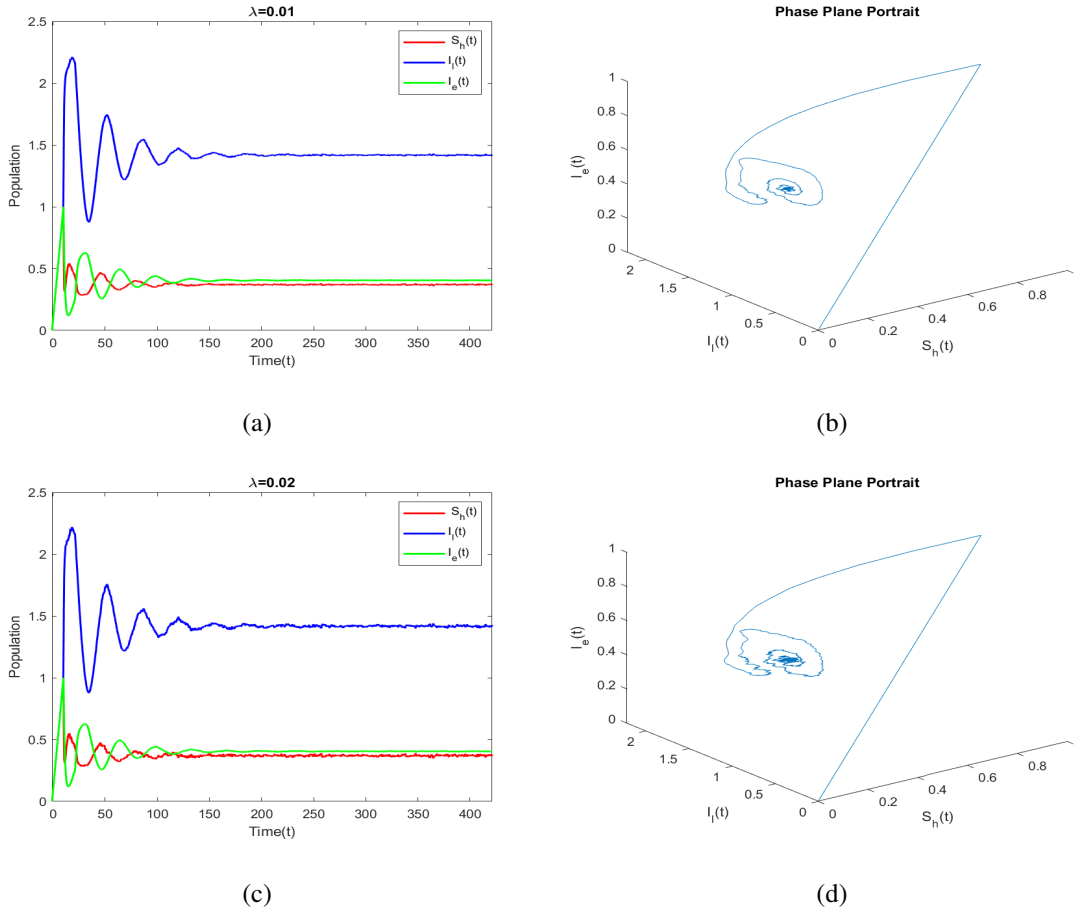 λ=0.01
S_h(t)
I_l(t)
I_e(t)
Population
2.5
2
1.5
1
0.5
0
0 50 100 150 200 250 300 350 400
Time(t)
(a)
Phase Plane Portrait
I_e(t)
1
0.8
0.6
0.4
0.2
0
2
1.5
1
0.5
0
I_l(t)
0
0.2
0.4
0.6
0.8
S_h(t)
(b)
λ=0.02
S_h(t)
I_l(t)
I_e(t)
Population
2.5
2
1.5
1
0.5
0
0 50 100 150 200 250 300 350 400
Time(t)
(c)
Phase Plane Portrait
I_e(t)
1
0.8
0.6
0.4
0.2
0
2
1.5
1
0.5
0
I_l(t)
0
0.2
0.4
0.6
0.8
S_h(t)
(d)